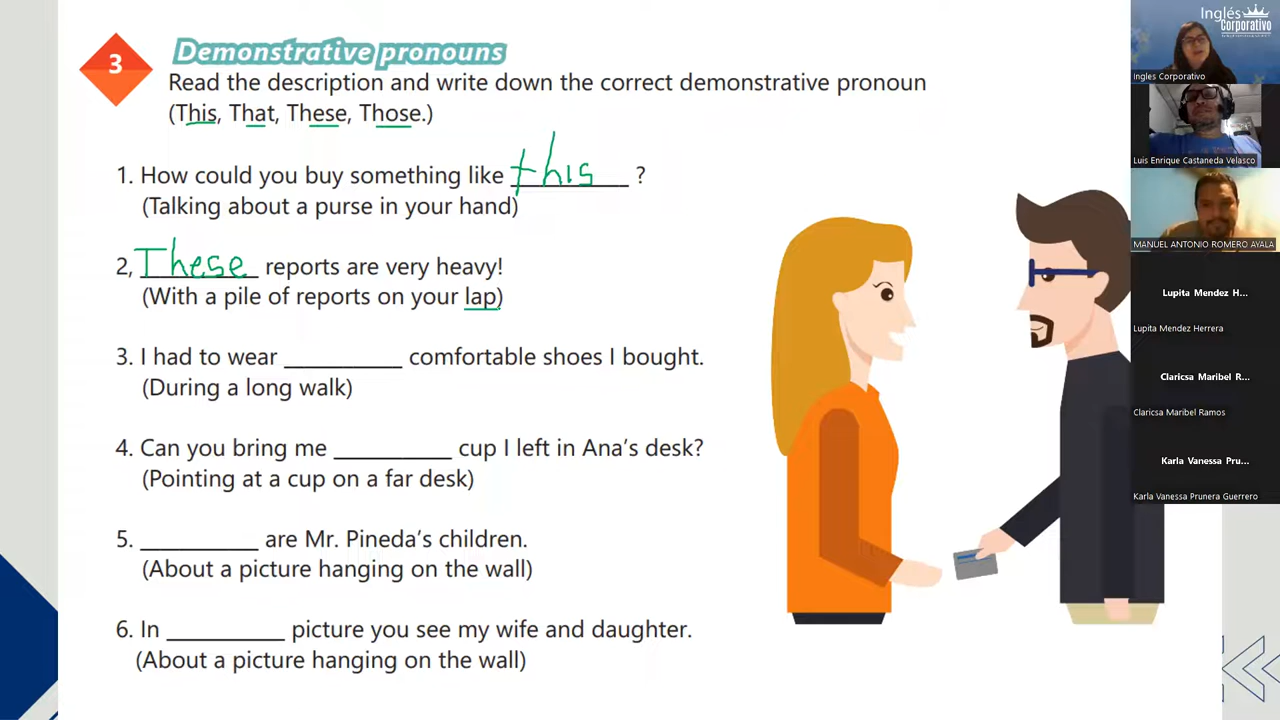 3
Demonstrative pronouns
Read the description and write down the correct demonstrative pronoun
(This, That, These, Those.)
1. How could you buy something like this ?
(Talking about a purse in your hand)
2, These reports are very heavy!
(With a pile of reports on your lap)
3. I had to wear ____________ comfortable shoes I bought.
(During a long walk)
4. Can you bring me ____________ cup I left in Ana's desk?
(Pointing at a cup on a far desk)
5. ____________ are Mr. Pineda's children.
(About a picture hanging on the wall)
6. In ____________ picture you see my wife and daughter.
(About a picture hanging on the wall)
Inglés
Corporativo
Ingles Corporativo
Luis Enrique Castaneda Velasco
MANUEL ANTONIO ROMERO AYALA
Lupita Mendez H...
Lupita Mendez Herrera
Claricsa Maribel R...
Claricsa Maribel Ramos
Karla Vanessa Pru...
Karla Vanessa Prunera Guerrero